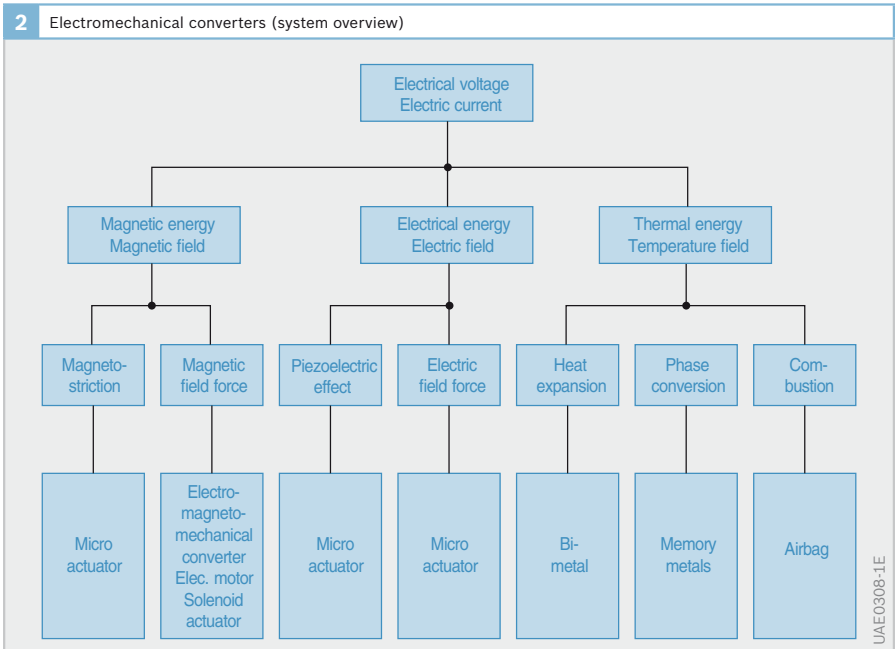 2
Electromechanical converters (system overview)
Electrical voltage
Electric current
Magnetic energy
Magnetic field
Electrical energy
Electric field
Thermal energy
Temperature field
Magneto-
striction
Magnetic
field force
Piezoelectric
effect
Electric
field force
Heat
expansion
Phase
conversion
Com-
bustion
Micro
actuator
Electro-
magneto-
mechanical
converter
Elec. motor
Solenoid
actuator
Micro
actuator
Micro
actuator
Bi-
metal
Memory
metals
Airbag
UAE0308-1E